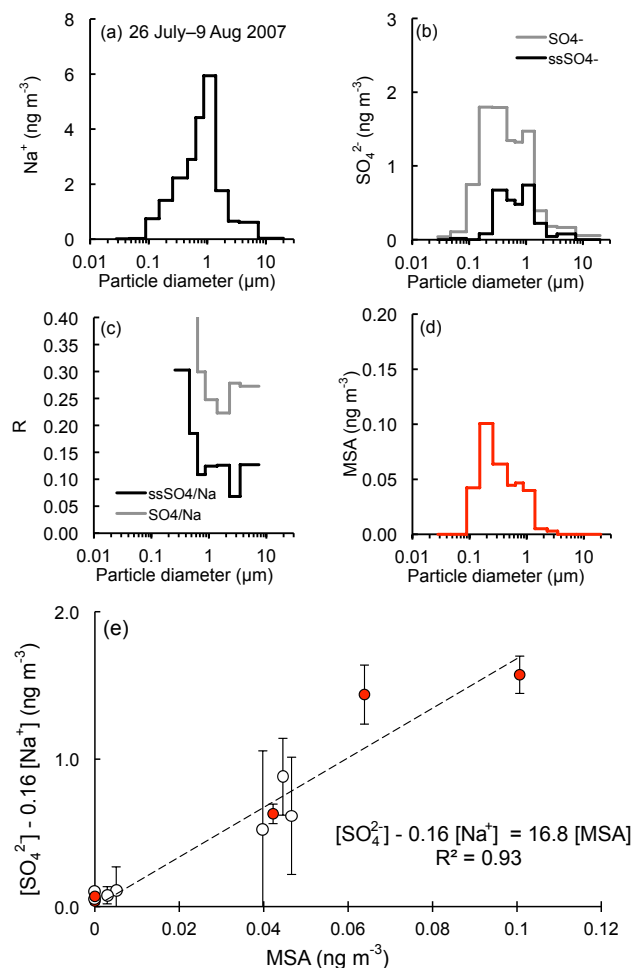 (a) 26 July–9 Aug 2007
8
6
4
2
0
Na⁺ (ng m⁻³)
0.01 0.1 1 10
Particle diameter (µm)
(b)
SO4-
ssSO4-
3
2
1
0
SO₄²⁻ (ng m⁻³)
0.01 0.1 1 10
Particle diameter (µm)
(c)
0.40
0.35
0.30
0.25
0.20
0.15
0.10
0.05
0.00
R
ssSO4/Na
SO4/Na
0.01 0.1 1 10
Particle diameter (µm)
(d)
0.20
0.15
0.10
0.05
0.00
MSA (ng m⁻³)
0.01 0.1 1 10
Particle diameter (µm)
(e)
2.0
1.0
0.0
[SO₄²⁻] - 0.16 [Na⁺] (ng m⁻³)
[SO₄²⁻] - 0.16 [Na⁺] = 16.8 [MSA]
R² = 0.93
0 0.02 0.04 0.06 0.08 0.1 0.12
MSA (ng m⁻³)